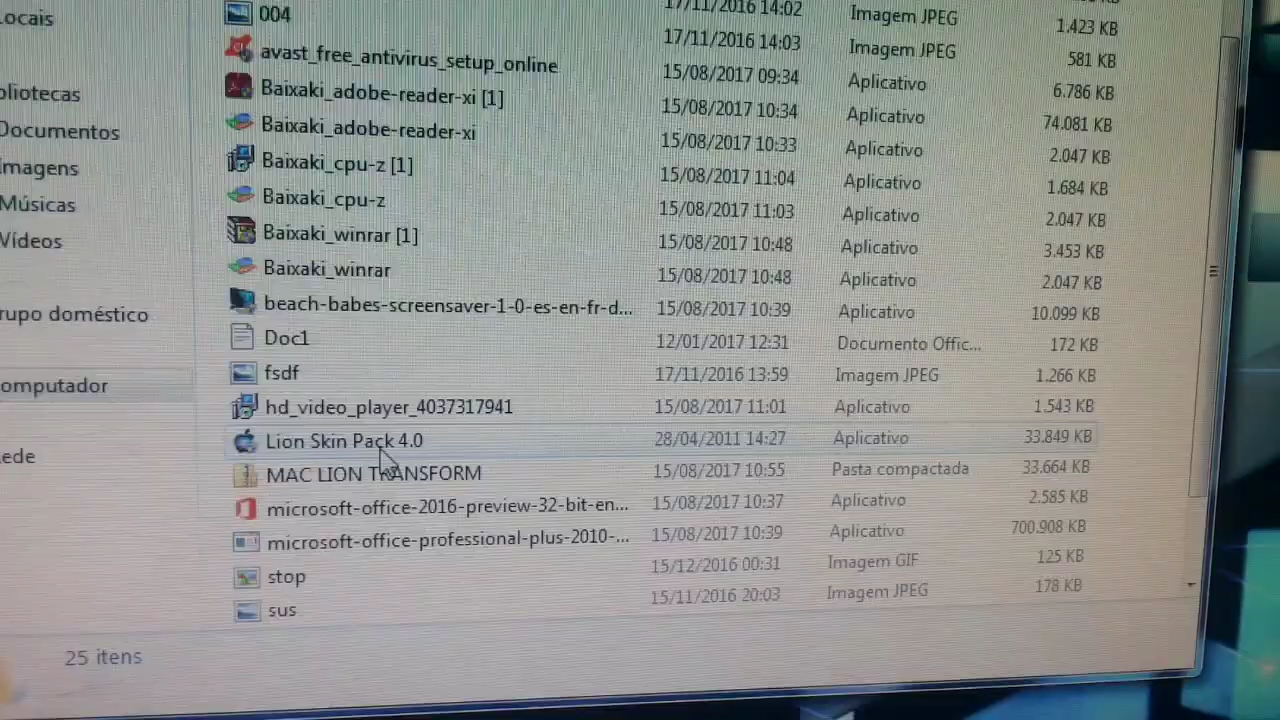 17/11/2016 14:02 Imagem JPEG 1.423 KB
ocais
004 17/11/2016 14:03 Imagem JPEG 581 KB
avast_free_antivirus_setup_online 15/08/2017 09:34 Aplicativo 6.786 KB
bliotecas
Baixaki_adobe-reader-xi [1] 15/08/2017 10:34 Aplicativo 74.081 KB
Documentos
Baixaki_adobe-reader-xi 15/08/2017 10:33 Aplicativo 2.047 KB
magens
Baixaki_cpu-z [1] 15/08/2017 11:04 Aplicativo 1.684 KB
Músicas
Baixaki_cpu-z 15/08/2017 11:03 Aplicativo 2.047 KB
Vídeos
Baixaki_winrar [1] 15/08/2017 10:48 Aplicativo 3.453 KB
Baixaki_winrar 15/08/2017 10:48 Aplicativo 2.047 KB
rupo doméstico
beach-babes-screensaver-1-0-es-en-fr-d... 15/08/2017 10:39 Aplicativo 10.099 KB
Doc1 12/01/2017 12:31 Documento Offic... 172 KB
omputador
fsdf 17/11/2016 13:59 Imagem JPEG 1.266 KB
hd_video_player_4037317941 15/08/2017 11:01 Aplicativo 1.543 KB
Lion Skin Pack 4.0 28/04/2011 14:27 Aplicativo 33.849 KB
ede
MAC LION TRANSFORM 15/08/2017 10:55 Pasta compactada 33.664 KB
microsoft-office-2016-preview-32-bit-en... 15/08/2017 10:37 Aplicativo 2.585 KB
microsoft-office-professional-plus-2010-... 15/08/2017 10:39 Aplicativo 700.908 KB
stop 15/12/2016 00:31 Imagem GIF 125 KB
sus 15/11/2016 20:03 Imagem JPEG 178 KB
25 itens